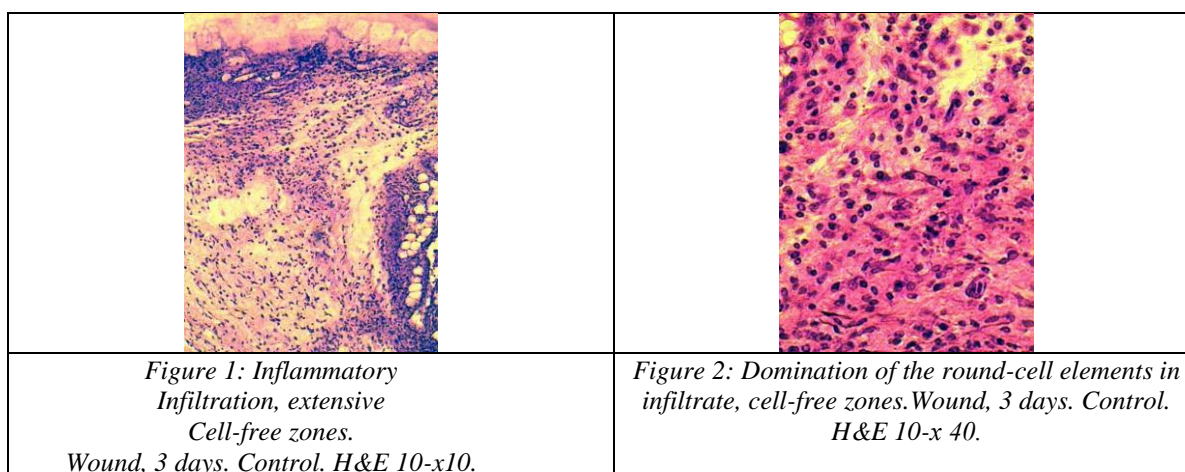 Figure 1: Inflammatory
Infiltration, extensive
Cell-free zones.
Wound, 3 days. Control. H&E 10-x10.
Figure 2: Domination of the round-cell elements in
infiltrate, cell-free zones.Wound, 3 days. Control.
H&E 10-x 40.